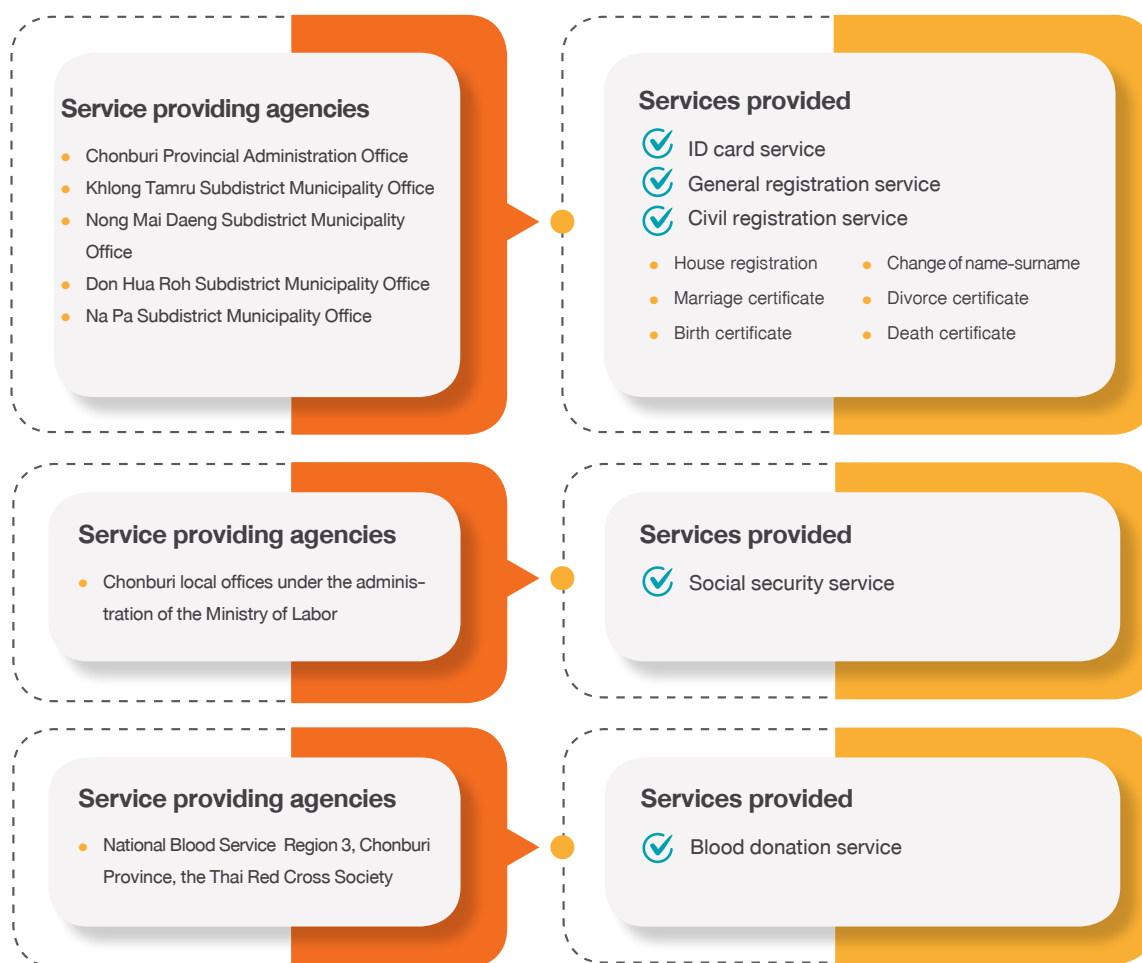 Service providing agencies
Chonburi Provincial Administration Office
Khlong Tamru Subdistrict Municipality Office
Nong Mai Daeng Subdistrict Municipality
Office
Don Hua Roh Subdistrict Municipality Office
Na Pa Subdistrict Municipality Office
Services provided
ID card service
General registration service
Civil registration service
House registration
Marriage certificate
Birth certificate
Change of name-surname
Divorce certificate
Death certificate
Service providing agencies
Chonburi local offices under the adminis-
tration of the Ministry of Labor
Services provided
Social security service
Service providing agencies
National Blood Service Region 3, Chonburi
Province, the Thai Red Cross Society
Services provided
Blood donation service